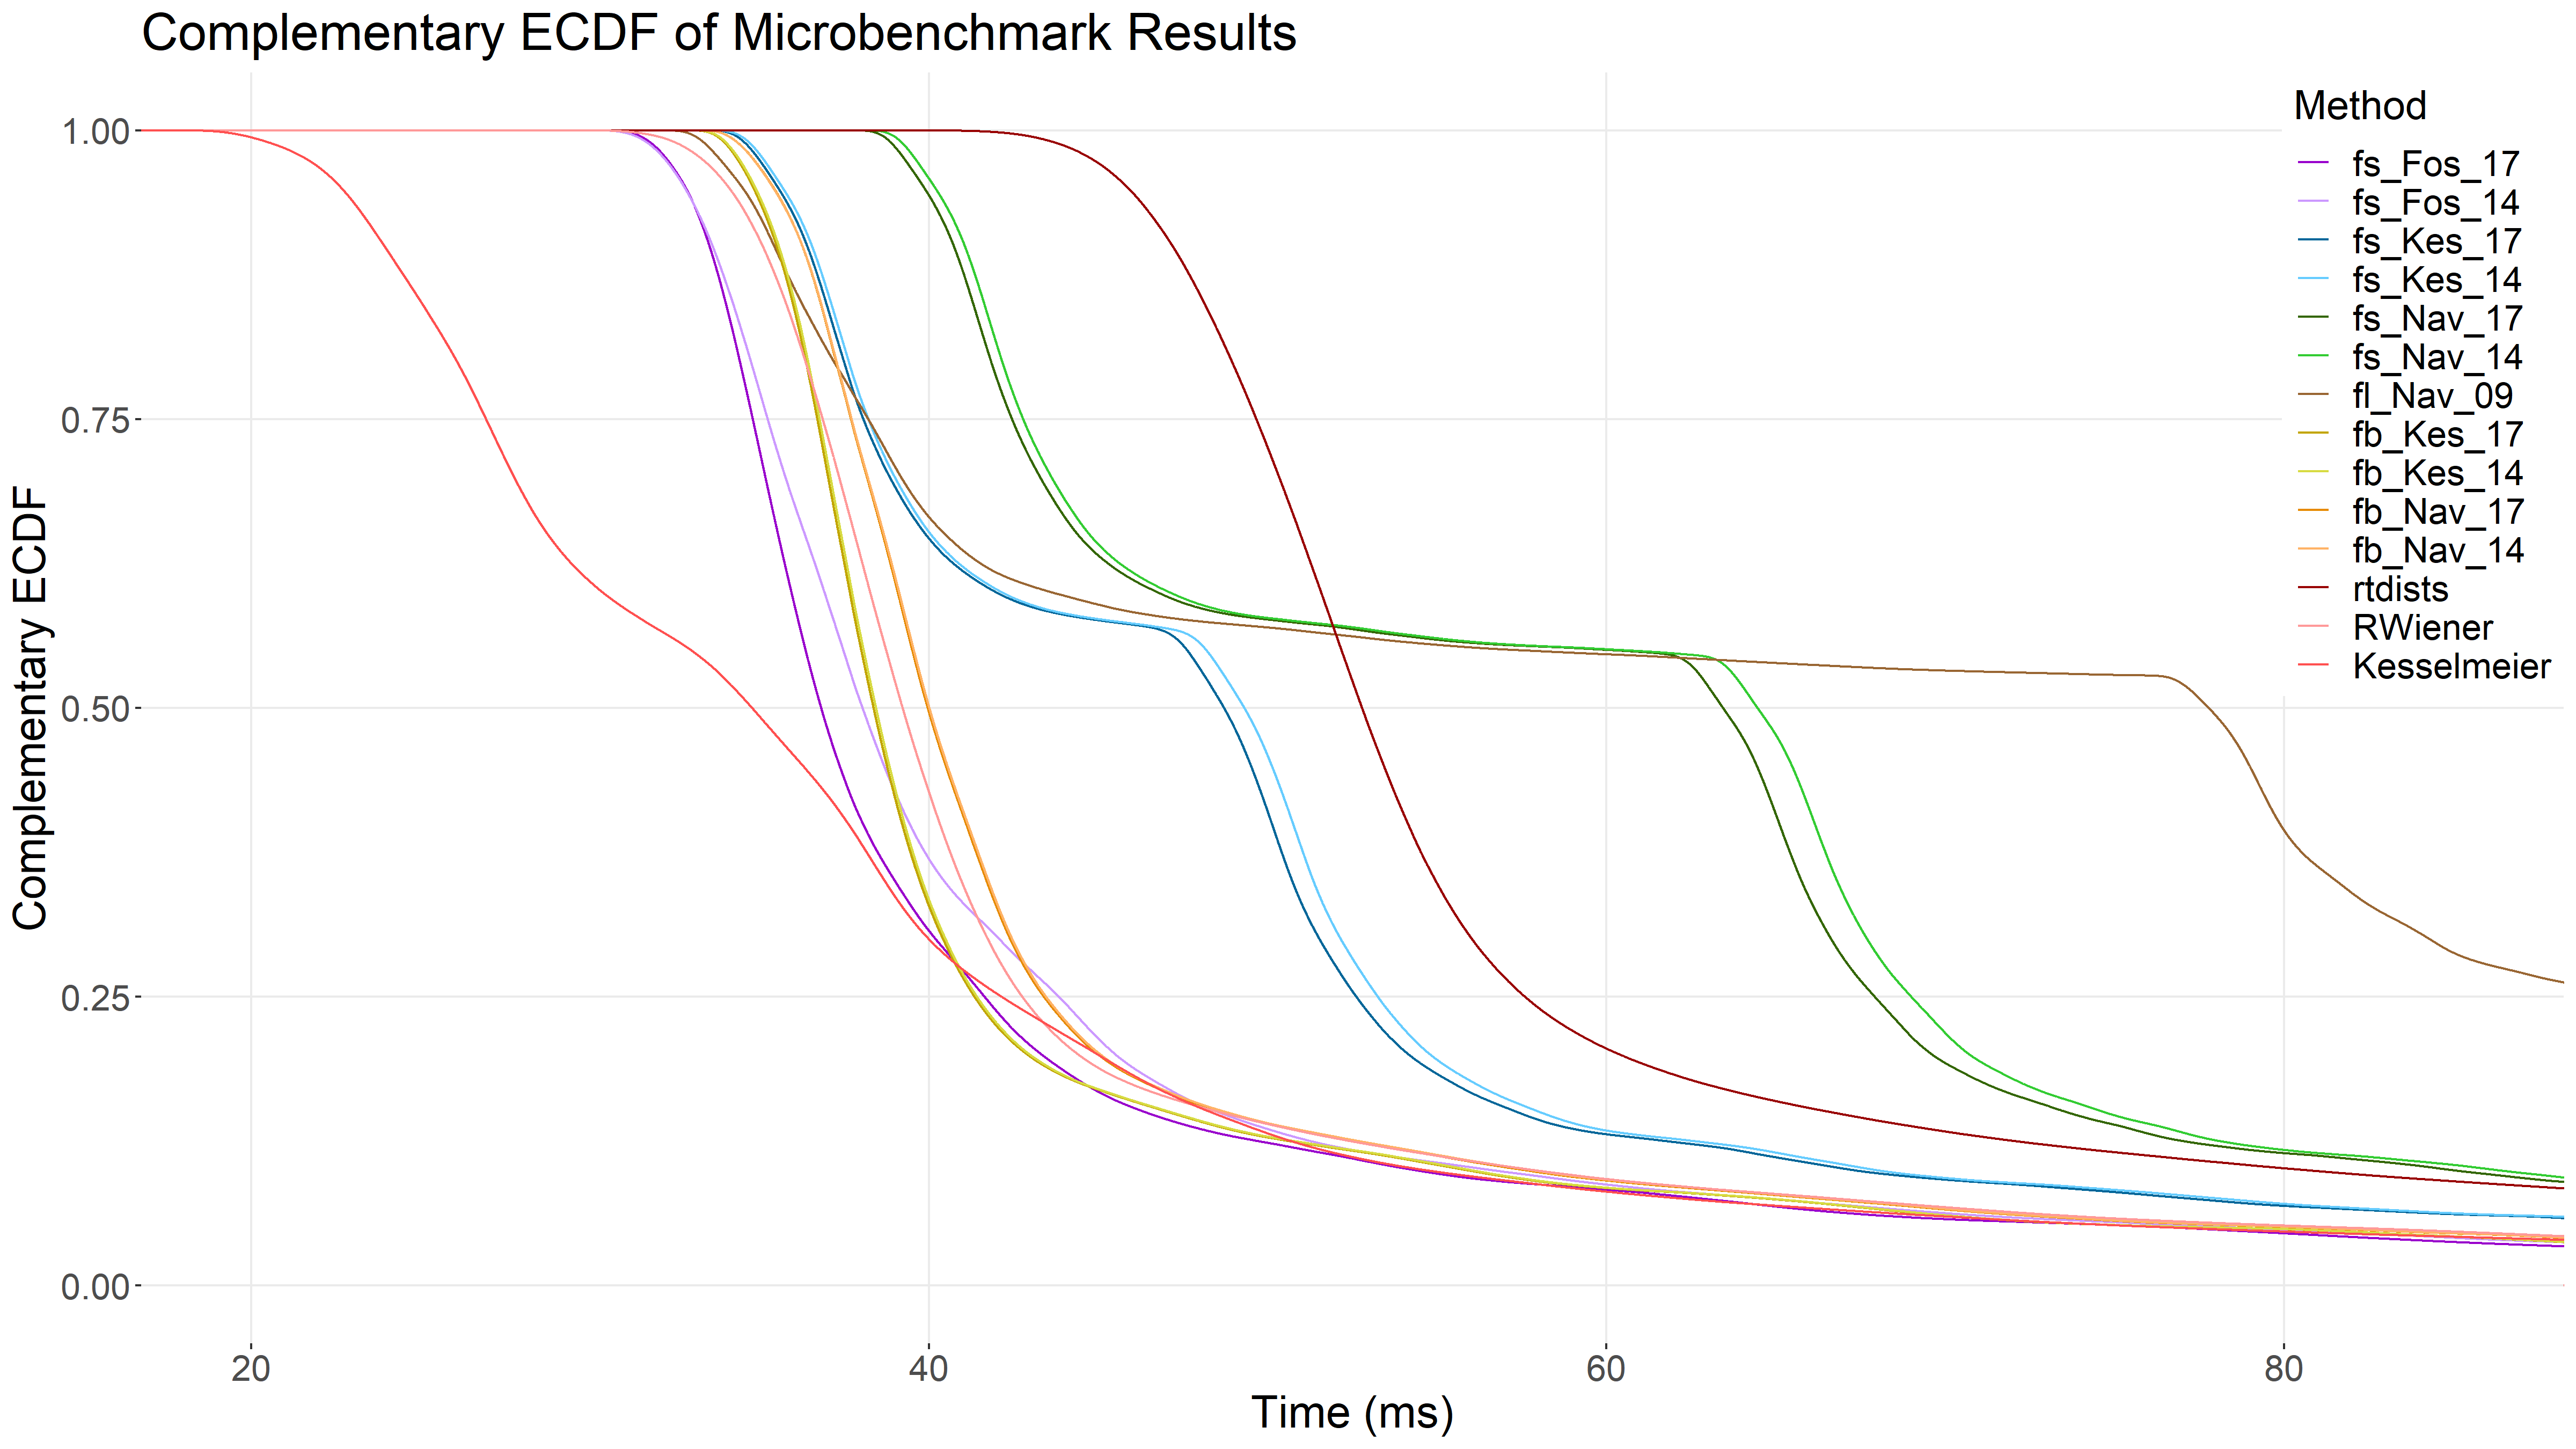 Complementary ECDF of Microbenchmark Results
Method
fs_Fos_17
fs_Fos_14
fs_Kes_17
fs_Kes_14
fs_Nav_17
fs_Nav_14
fl_Nav_09
fb_Kes_17
fb_Kes_14
fb_Nav_17
fb_Nav_14
rtdists
RWiener
Kesselmeier
Complementary ECDF
1.00
0.75
0.50
0.25
0.00
20 40 60 80
Time (ms)